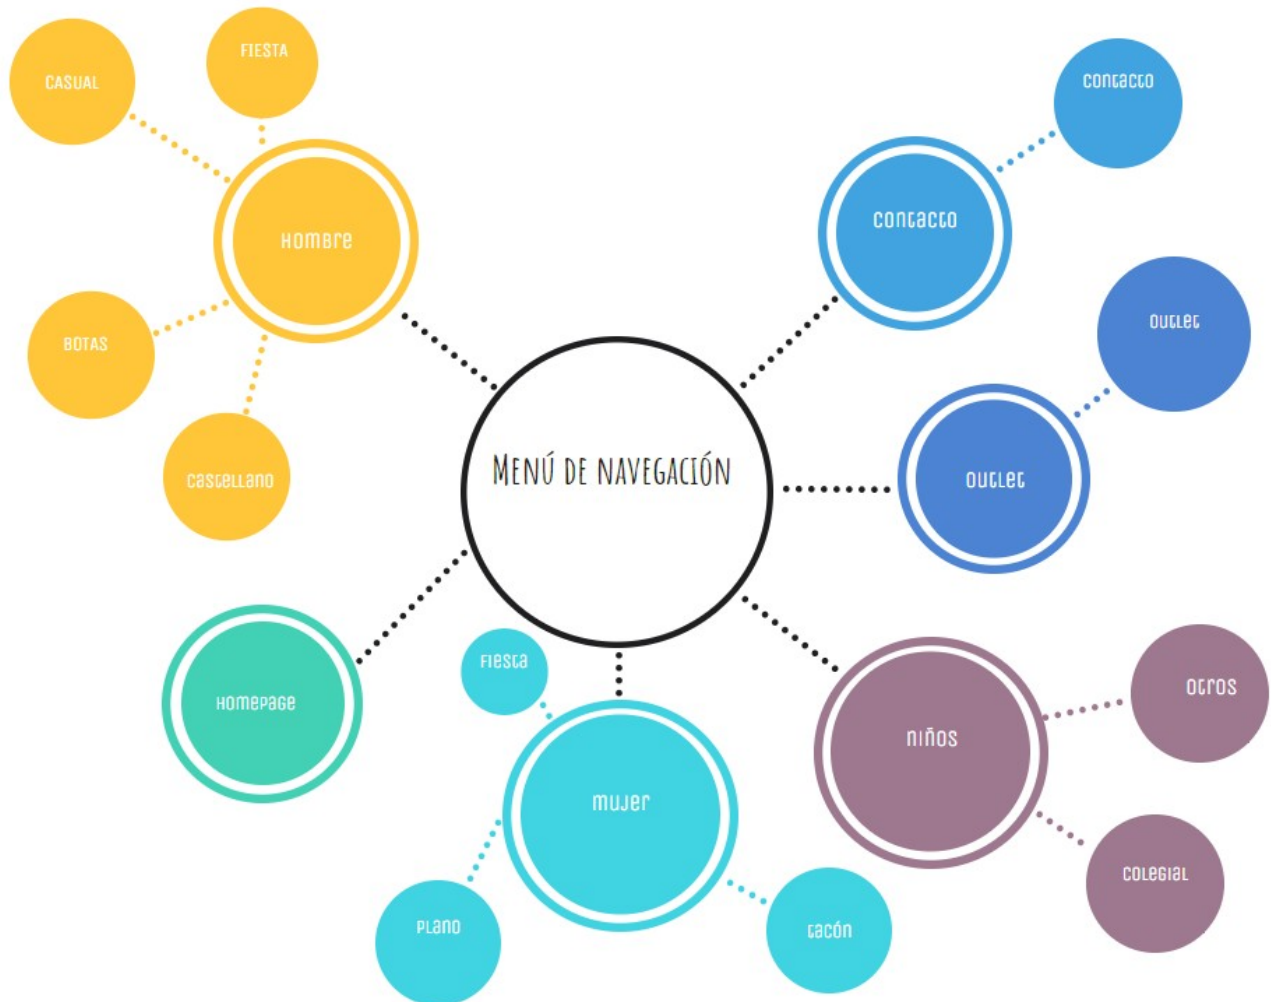 Menú de navegación
Hombre
CASUAL
FIESTA
BOTAS
Castellano
Homepage
Mujer
Fiesta
Plano
Tacón
Niños
Otros
Colegial
Outlet
Outlet
Contacto
Contacto